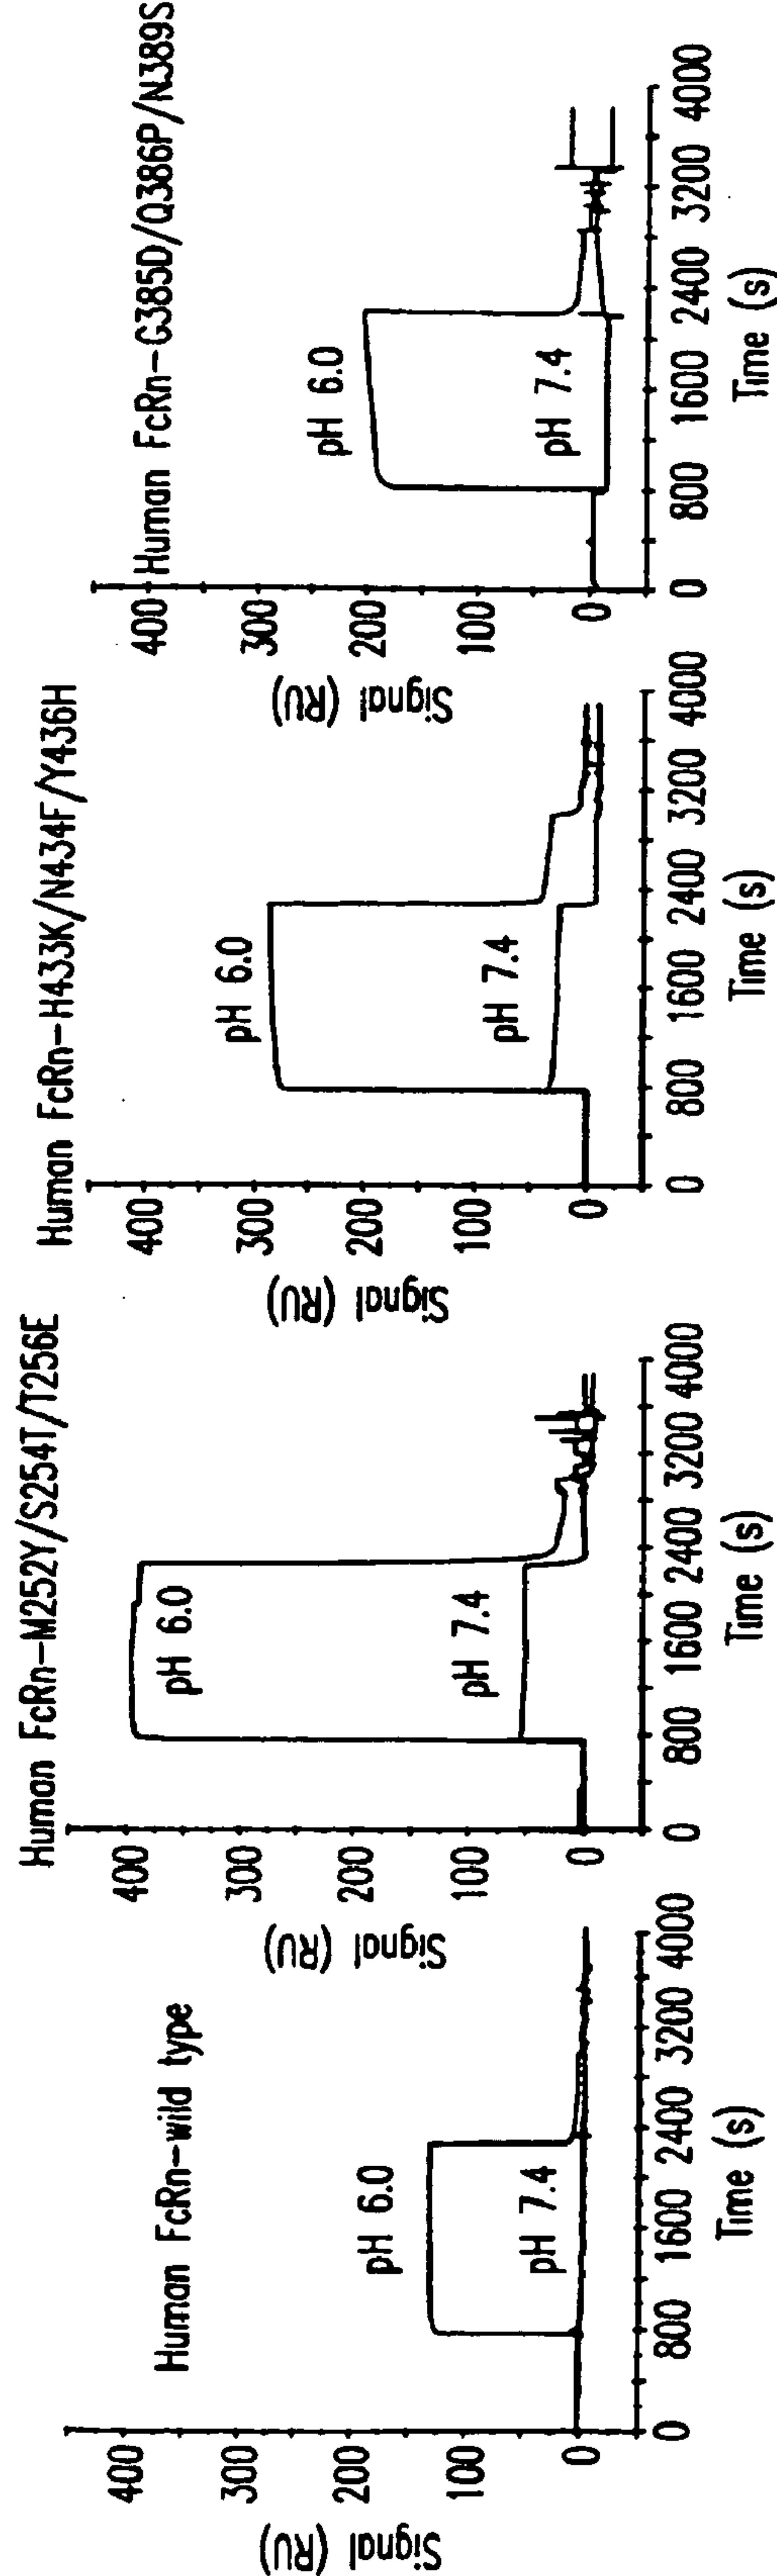 Human FcRn-wild type
Signal (RU)
400
300
200
100
0
pH 6.0
pH 7.4
0 800 1600 2400 3200 4000
Time (s)
Human FcRn-M252Y/S254T/T256E
Signal (RU)
400
300
200
100
0
pH 6.0
pH 7.4
0 800 1600 2400 3200 4000
Time (s)
Human FcRn-H433K/N434F/Y436H
Signal (RU)
400
300
200
100
0
pH 6.0
pH 7.4
0 800 1600 2400 3200 4000
Time (s)
Human FcRn-G385D/Q386P/N389S
Signal (RU)
400
300
200
100
0
pH 6.0
pH 7.4
0 800 1600 2400 3200 4000
Time (s)